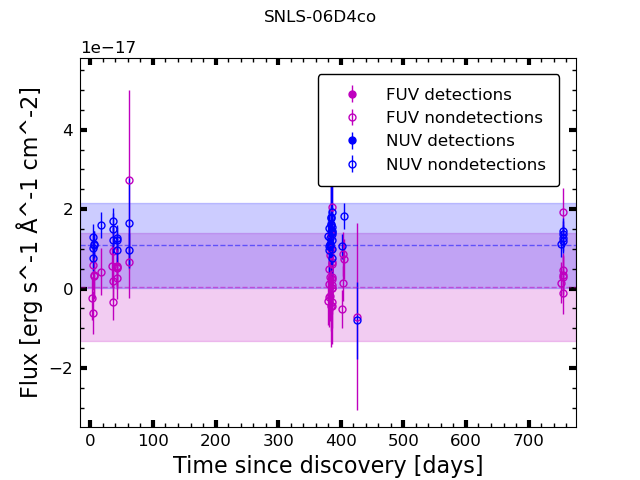 SNLS-06D4co
1e−17
FUV detections
FUV nondetections
NUV detections
NUV nondetections
4
2
0
−2
Flux [erg s^-1 Å^-1 cm^-2]
0 100 200 300 400 500 600 700
Time since discovery [days]